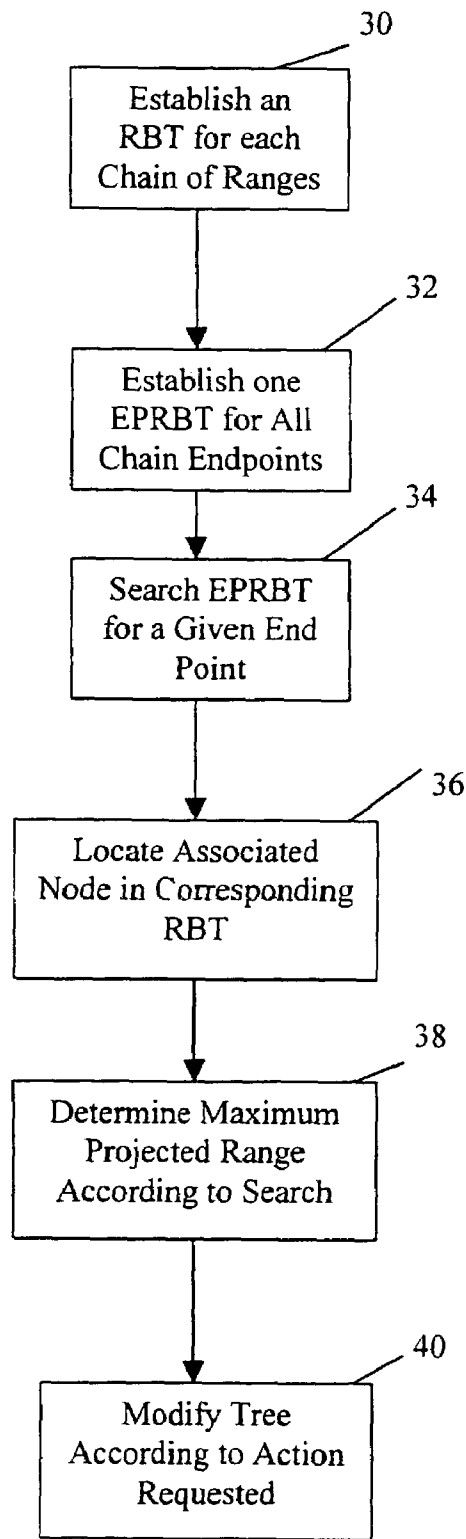 30
Establish an
RBT for each
Chain of Ranges
32
Establish one
EPRBT for All
Chain Endpoints
34
Search EPRBT
for a Given End
Point
36
Locate Associated
Node in Corresponding
RBT
38
Determine Maximum
Projected Range
According to Search
40
Modify Tree
According to Action
Requested